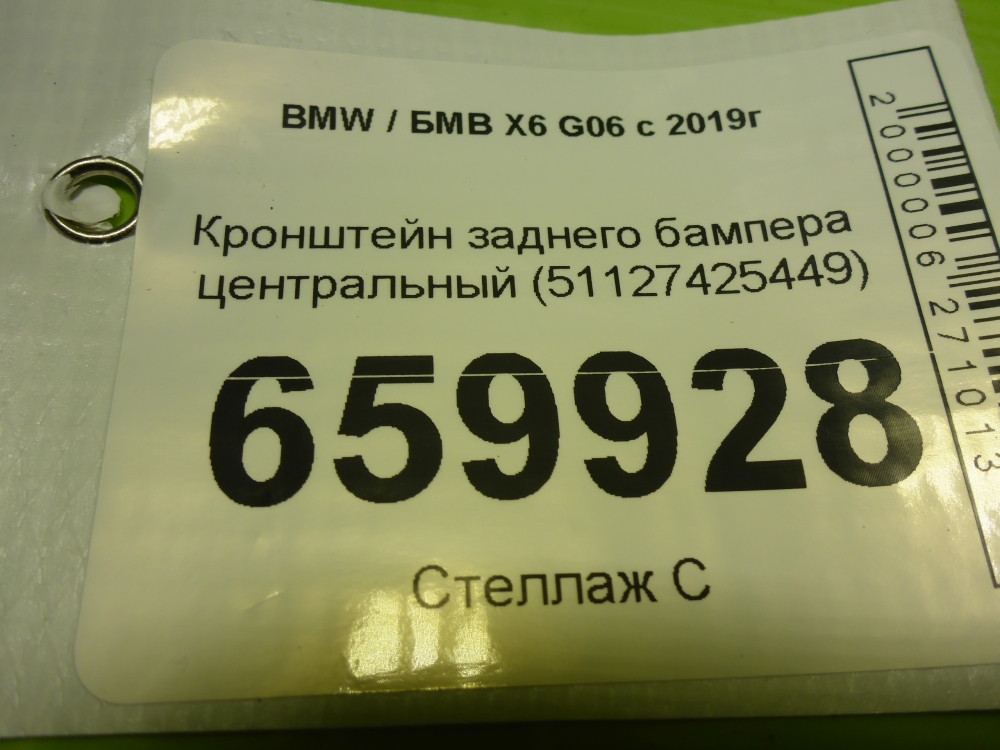 BMW / БМВ X6 G06 с 2019г
Кронштейн заднего бампера
центральный (51127425449)
659928
Стеллаж С
2000006271013